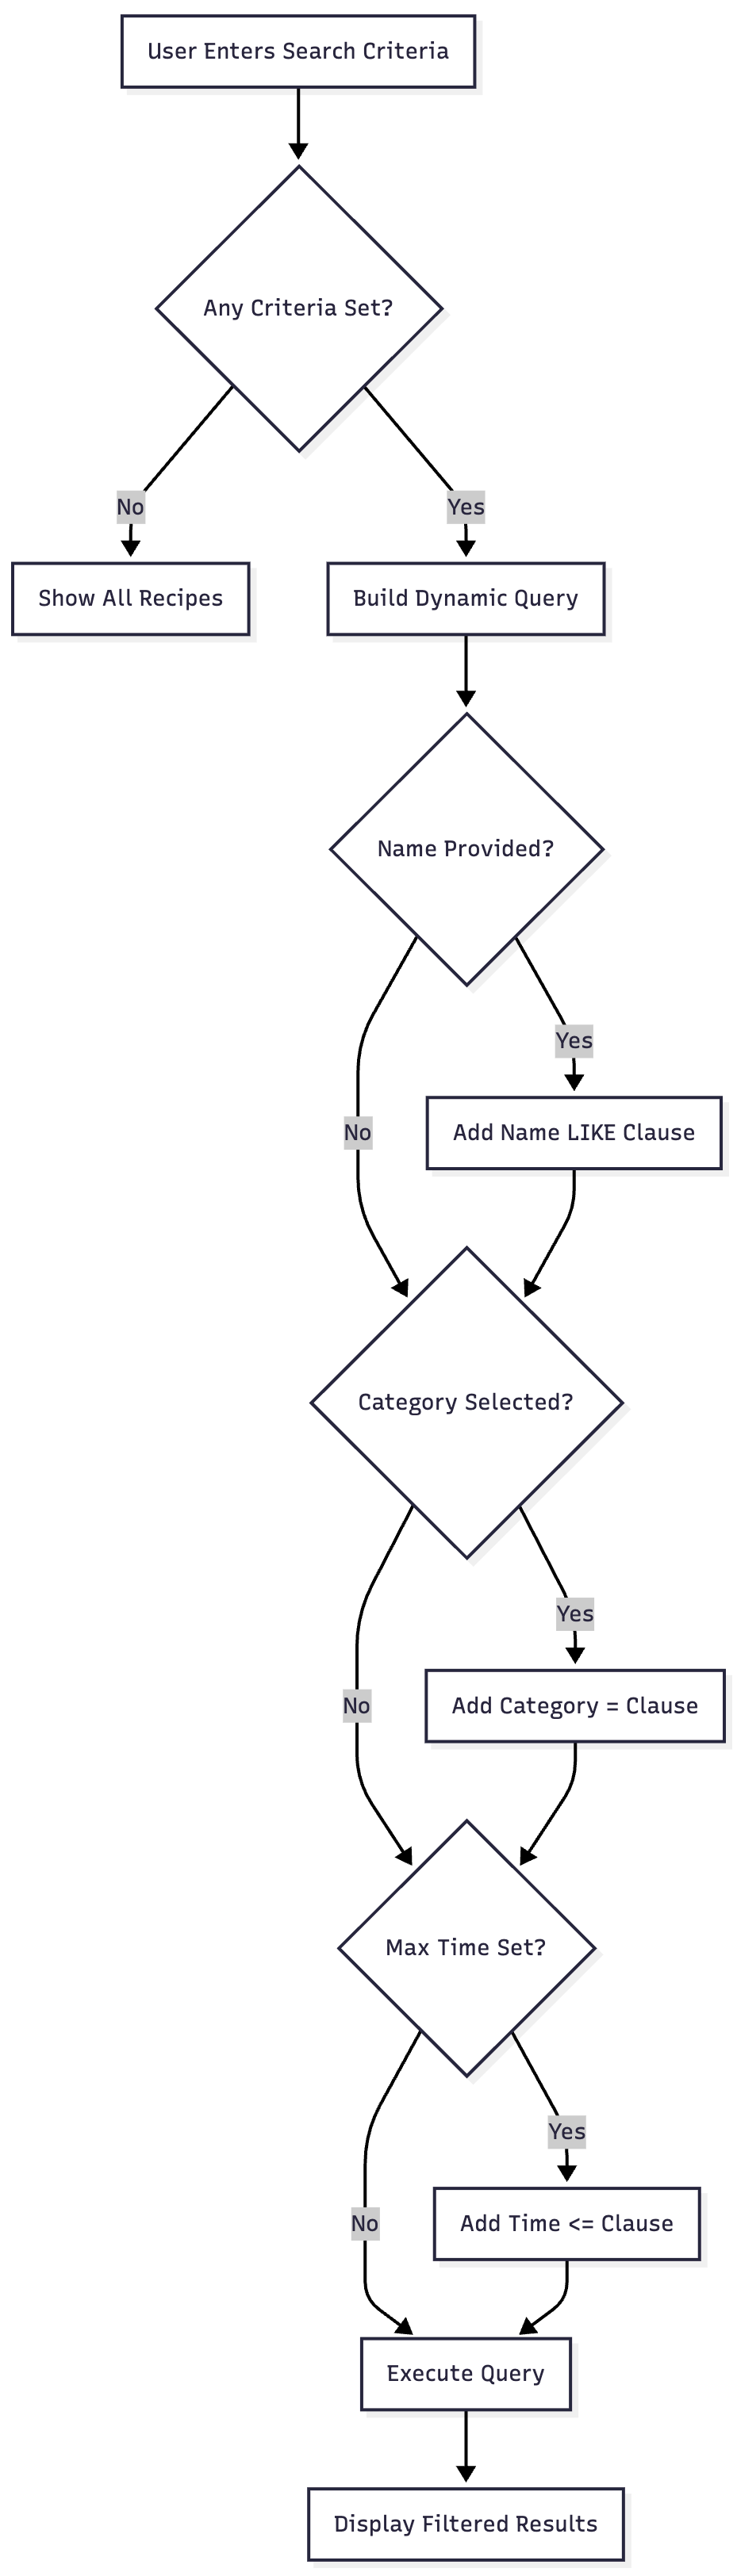 User Enters Search Criteria
Any Criteria Set?
No
Yes
Show All Recipes
Build Dynamic Query
Name Provided?
Yes
No
Add Name LIKE Clause
Category Selected?
Yes
No
Add Category = Clause
Max Time Set?
Yes
No
Add Time <= Clause
Execute Query
Display Filtered Results